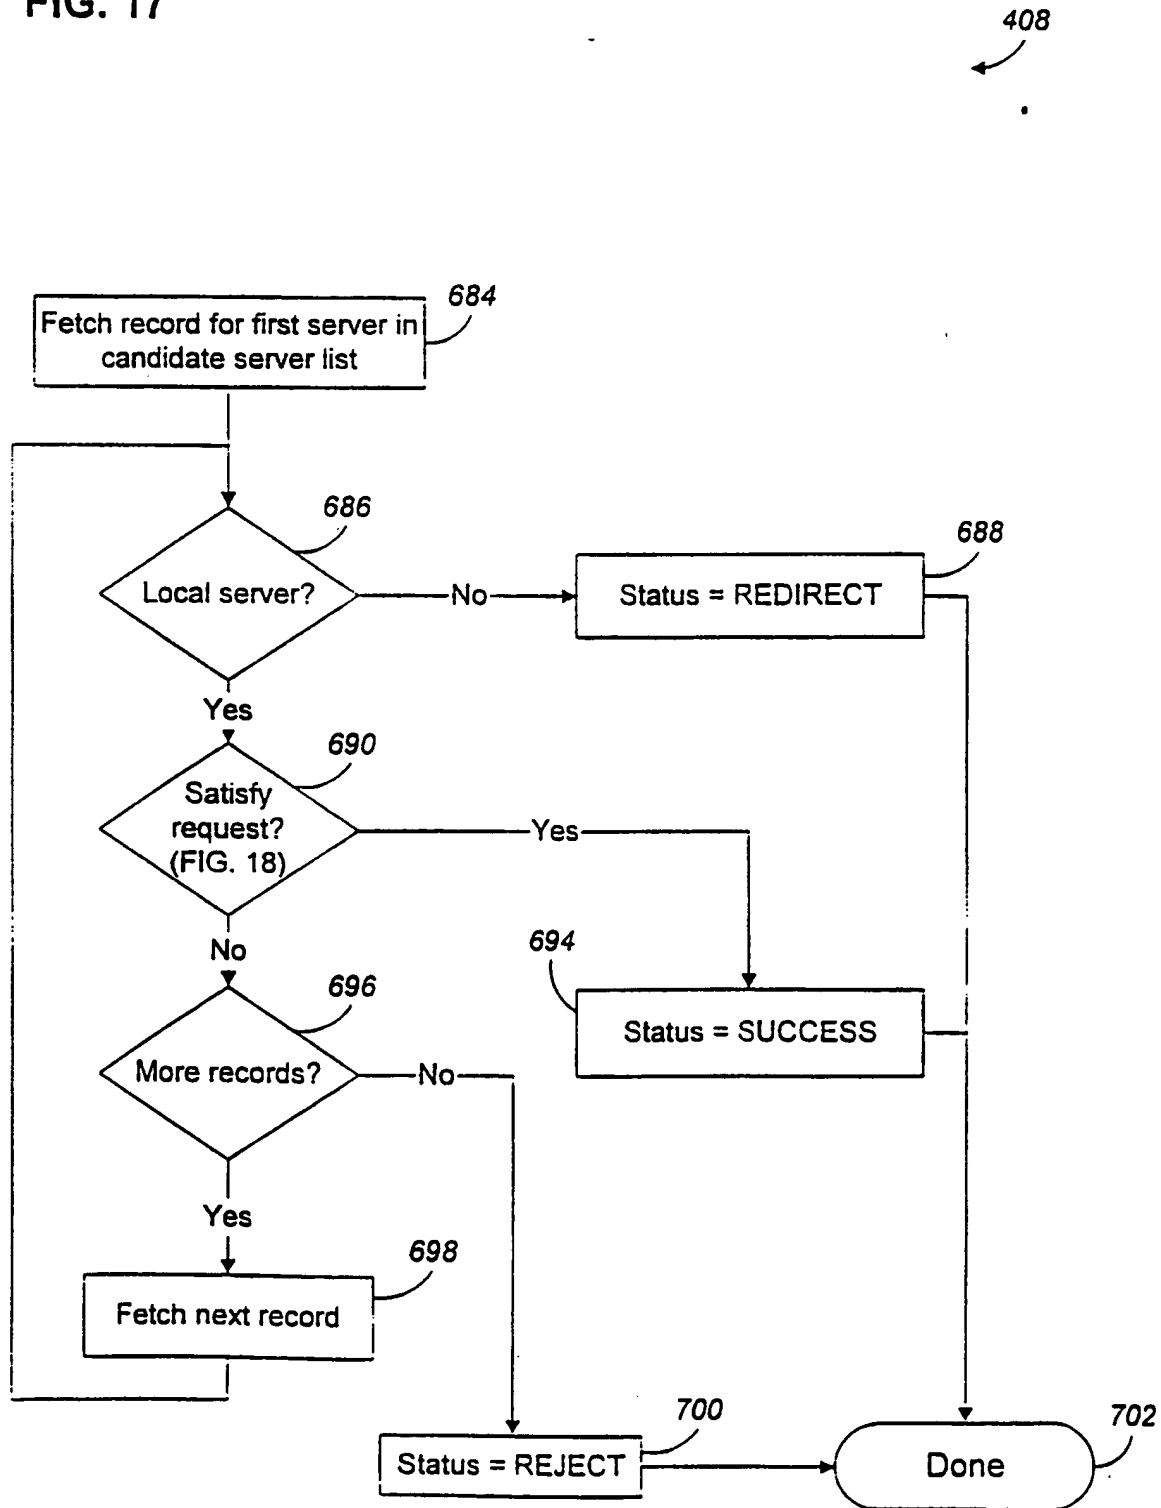 FIG. 17
408
684
Fetch record for first server in
candidate server list
686
Local server?
No
688
Status = REDIRECT
Yes
690
Satisfy
request?
(FIG. 18)
Yes
No
694
Status = SUCCESS
696
More records?
No
Yes
698
Fetch next record
700
Status = REJECT
702
Done